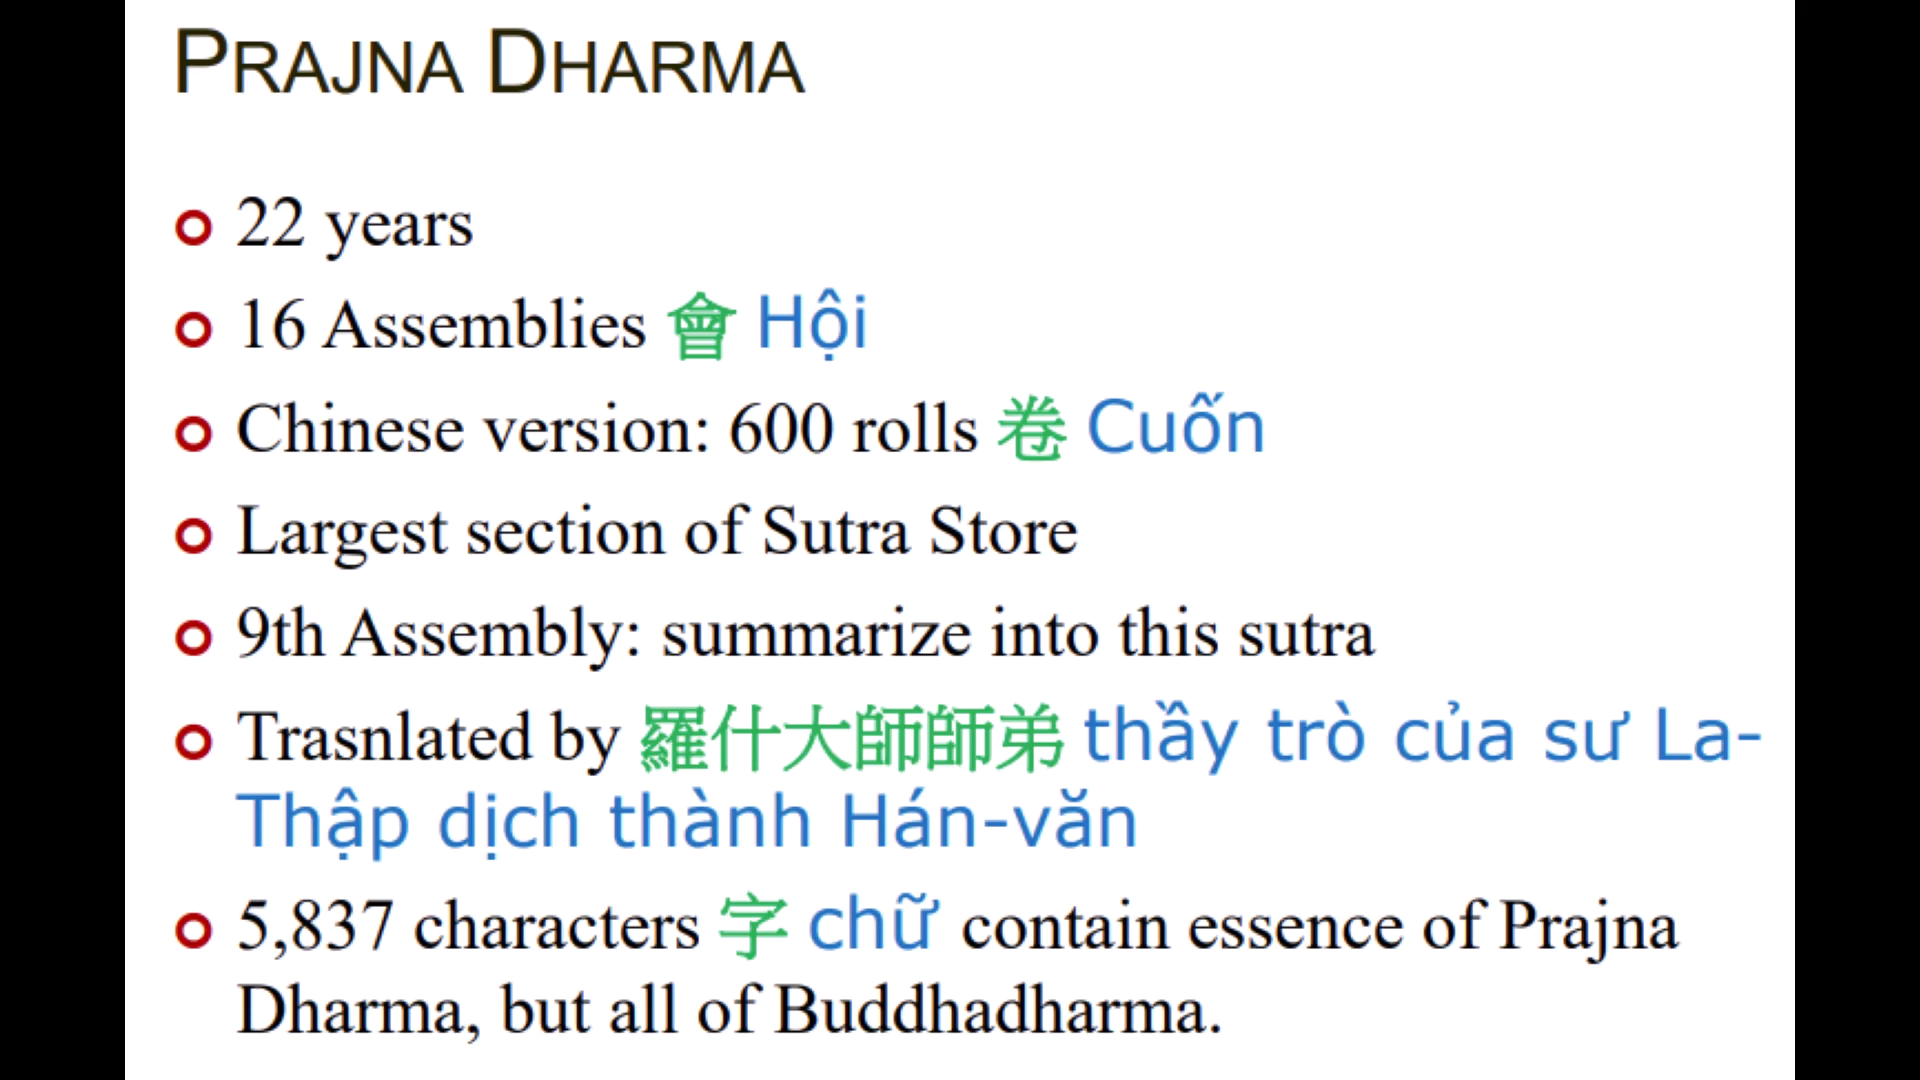 PRAJNA DHARMA
22 years
16 Assemblies 會 Hội
Chinese version: 600 rolls 卷 Cuốn
Largest section of Sutra Store
9th Assembly: summarize into this sutra
Trasnlated by 羅什大師師弟 thầy trò của sư La-
Thập dịch thành Hán-văn
5,837 characters 字 chữ contain essence of Prajna
Dharma, but all of Buddhadharma.